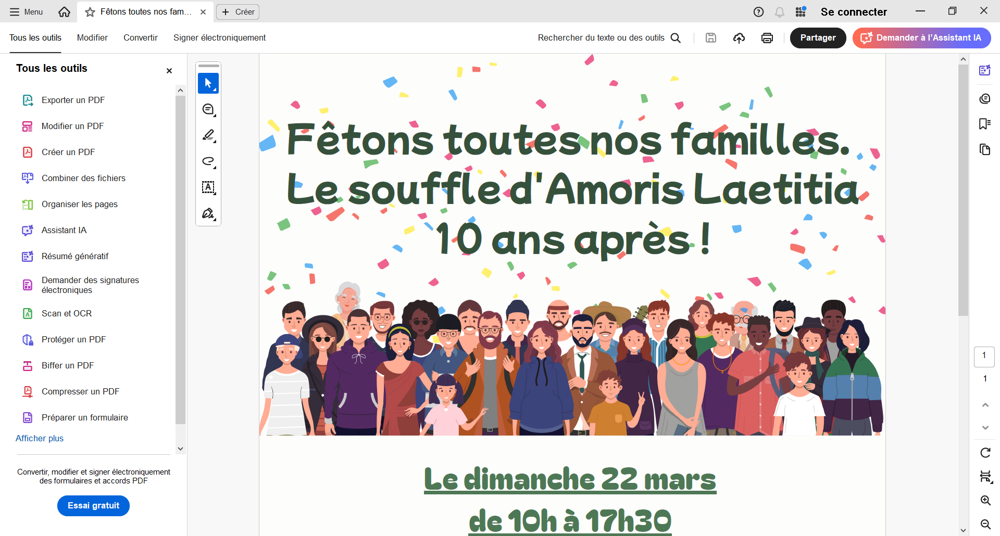 Menu
Fêtons toutes nos fam...
Créer
Se connecter
Tous les outils
Modifier
Convertir
Signer électroniquement
Rechercher du texte ou des outils
Partager
Demander à l'Assistant IA
Tous les outils
Exporter un PDF
Modifier un PDF
Créer un PDF
Combiner des fichiers
Organiser les pages
Assistant IA
Résumé génératif
Demander des signatures
électroniques
Scan et OCR
Protéger un PDF
Biffer un PDF
Compresser un PDF
Préparer un formulaire
Afficher plus
Convertir, modifier et signer électroniquement
des formulaires et accords PDF
Essai gratuit
Fêtons toutes nos familles.
Le souffle d'Amoris Laetitia
10 ans après !
Le dimanche 22 mars
de 10h à 17h30
1
1